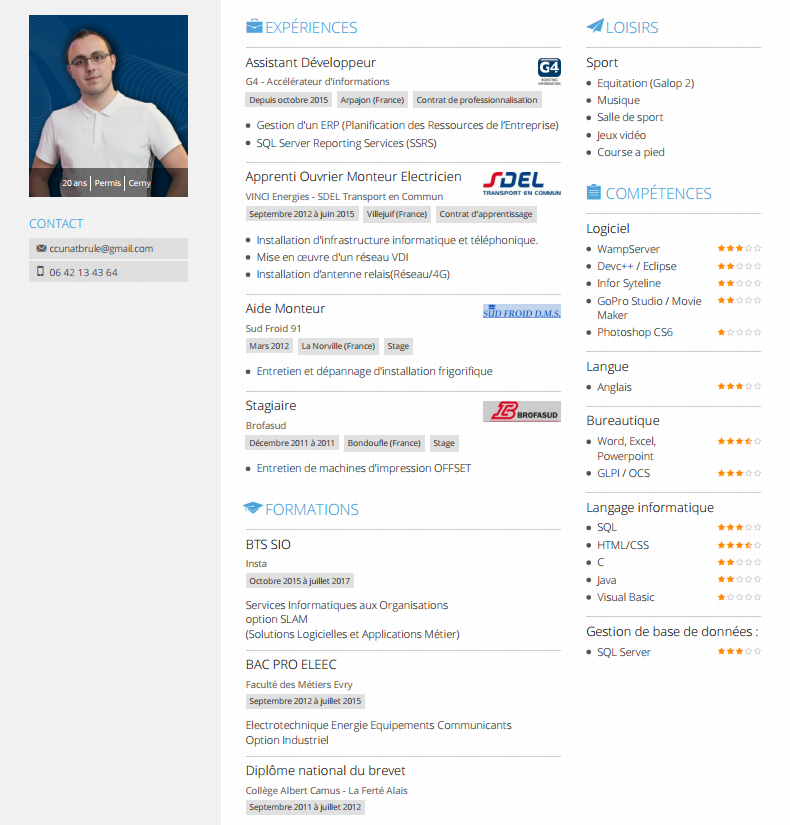 20 ans | Permis | Cerny
CONTACT
ccunatbrule@gmail.com
06 42 13 43 64
EXPÉRIENCES
Assistant Développeur
G4 - Accélérateur d'informations
Depuis octobre 2015 Arpajon (France) Contrat de professionnalisation
G4
BOOSTING
INFORMATION
Gestion d'un ERP (Planification des Ressources de l'Entreprise)
SQL Server Reporting Services (SSRS)
Apprenti Ouvrier Monteur Electricien
VINCI Energies - SDEL Transport en Commun
Septembre 2012 à juin 2015 Villejuif (France) Contrat d'apprentissage
SDEL
TRANSPORT EN COMMUN
Installation d'infrastructure informatique et téléphonique.
Mise en œuvre d'un réseau VDI
Installation d'antenne relais(Réseau/4G)
Aide Monteur
Sud Froid 91
Mars 2012 La Norville (France) Stage
SUD FROID D.M.S.
Entretien et dépannage d'installation frigorifique
Stagiaire
Brofasud
Décembre 2011 à 2011 Bondoufle (France) Stage
BROFASUD
Entretien de machines d'impression OFFSET
FORMATIONS
BTS SIO
Insta
Octobre 2015 à juillet 2017
Services Informatiques aux Organisations
option SLAM
(Solutions Logicielles et Applications Métier)
BAC PRO ELEEC
Faculté des Métiers Evry
Septembre 2012 à juillet 2015
Electrotechnique Energie Equipements Communicants
Option Industriel
Diplôme national du brevet
Collège Albert Camus - La Ferté Alais
Septembre 2011 à juillet 2012
LOISIRS
Sport
Equitation (Galop 2)
Musique
Salle de sport
Jeux vidéo
Course a pied
COMPÉTENCES
Logiciel
WampServer
Devc++ / Eclipse
Infor Syteline
GoPro Studio / Movie
Maker
Photoshop CS6
Langue
Anglais
Bureautique
Word, Excel,
Powerpoint
GLPI / OCS
Langage informatique
SQL
HTML/CSS
C
Java
Visual Basic
Gestion de base de données :
SQL Server